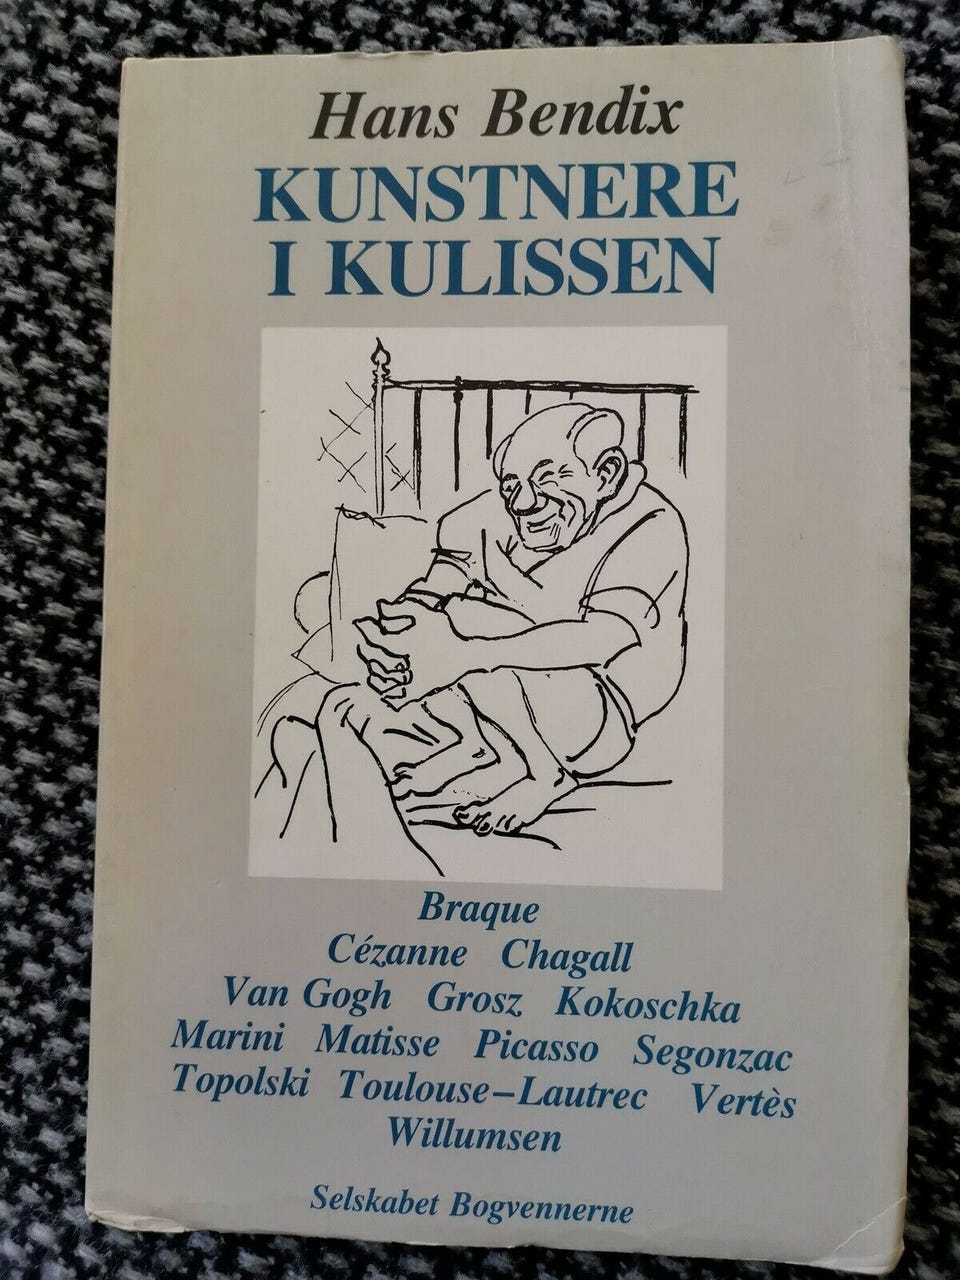 Hans Bendix
KUNSTNERE
I KULISSEN
Braque
Cézanne Chagall
Van Gogh Grosz Kokoschka
Marini Matisse Picasso Segonzac
Topolski Toulouse–Lautrec Vertès
Willumsen
Selskabet Bogvennerne